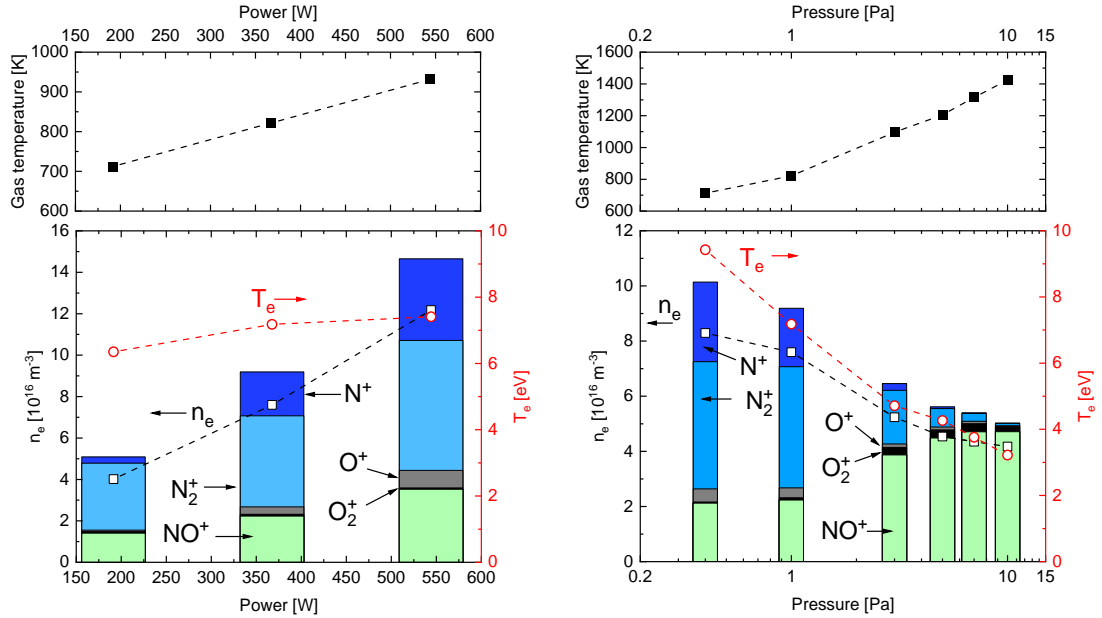 Power [W]
150 200 250 300 350 400 450 500 550 600
1000
900
800
700
600
Gas temperature [K]
16
14
12
10
8
6
4
2
0
n_e [10^16 m^-3]
10
8
6
4
2
0
T_e [eV]
T_e
n_e
N^+
N_2^+
O^+
O_2^+
NO^+
150 200 250 300 350 400 450 500 550 600
Power [W]
Pressure [Pa]
0.2 1 10 15
1600
1400
1200
1000
800
600
Gas temperature [K]
12
10
8
6
4
2
0
n_e [10^16 m^-3]
10
8
6
4
2
0
T_e [eV]
T_e
n_e
N^+
N_2^+
O^+
O_2^+
NO^+
0.2 1 10 15
Pressure [Pa]